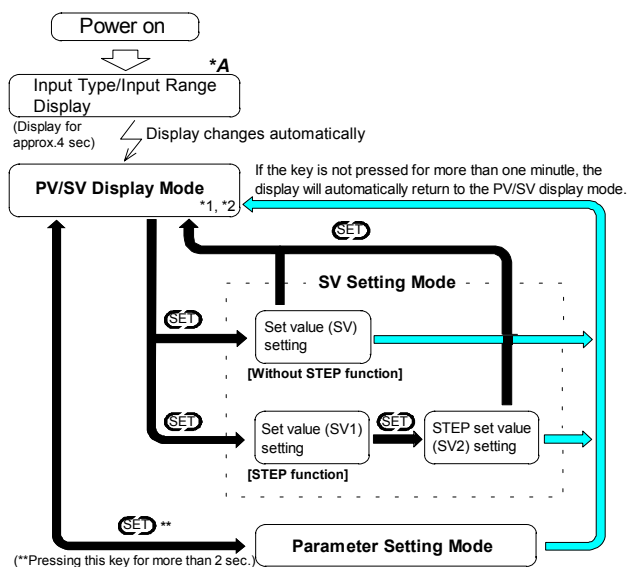 Power on
*A
Input Type/Input Range
Display
(Display for
approx.4 sec)
Display changes automatically
If the key is not pressed for more than one minutle, the
display will automatically return to the PV/SV display mode.
PV/SV Display Mode
*1, *2
SET
SV Setting Mode
SET
Set value (SV)
setting
[Without STEP function]
SET
Set value (SV1)
setting
SET
STEP set value
(SV2) setting
[STEP function]
SET **
(**Pressing this key for more than 2 sec.)
Parameter Setting Mode